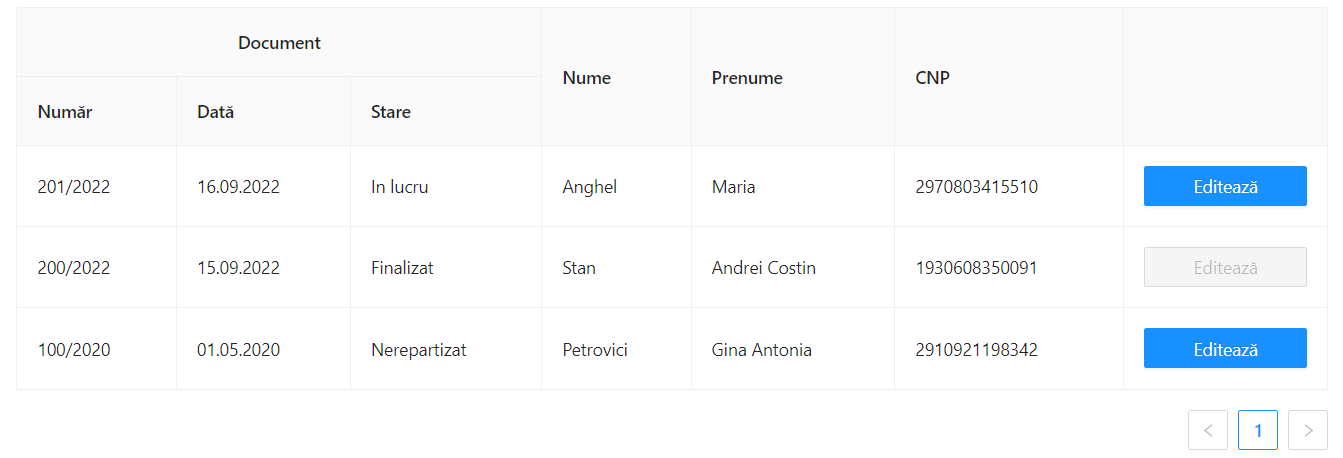 Document
Nume
Prenume
CNP
Număr
Dată
Stare
201/2022 16.09.2022 In lucru Anghel Maria 2970803415510 Editează
200/2022 15.09.2022 Finalizat Stan Andrei Costin 1930608350091 Editează
100/2020 01.05.2020 Nerepartizat Petrovici Gina Antonia 2910921198342 Editează
< 1 >